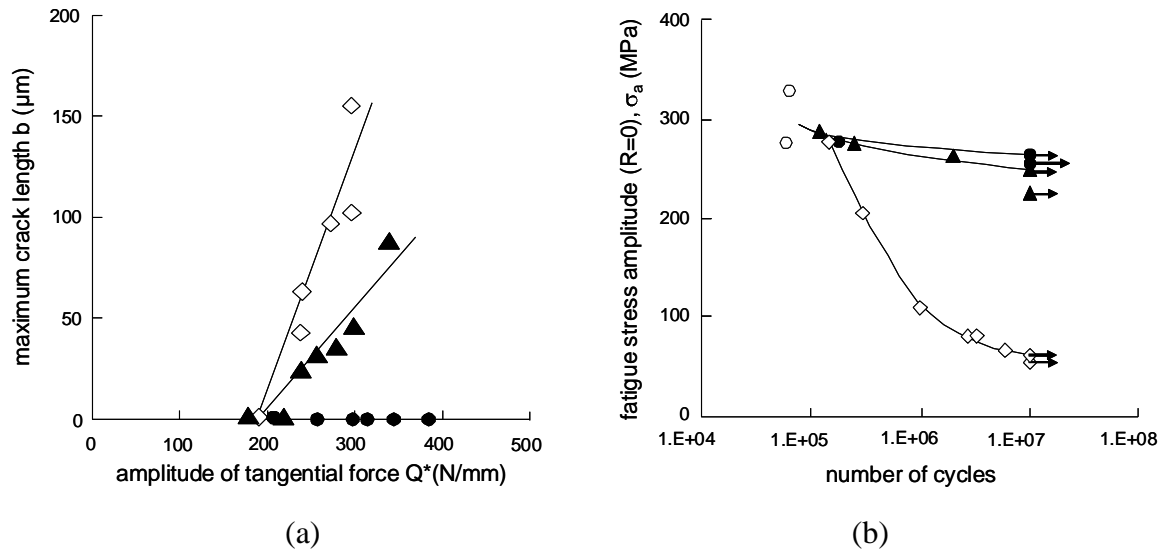 200
150
100
50
0
maximum crack length b (µm)
0 100 200 300 400 500
amplitude of tangential force Q*(N/mm)
(a)
400
300
200
100
0
fatigue stress amplitude (R=0), σa (MPa)
1.E+04 1.E+05 1.E+06 1.E+07 1.E+08
number of cycles
(b)